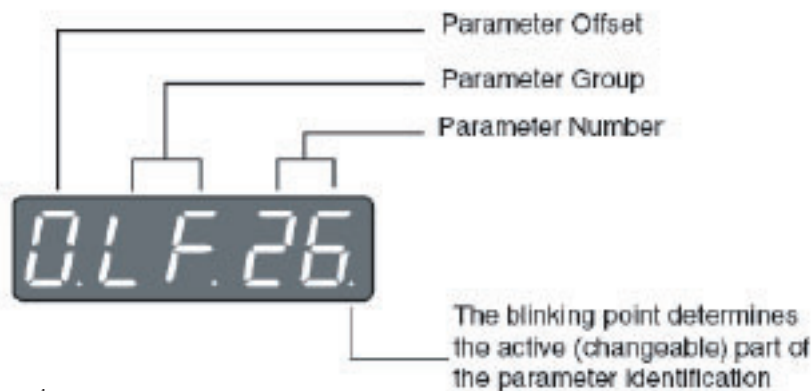 Parameter Offset
Parameter Group
Parameter Number
0.LF.26.
The blinking point determines
the active (changeable) part of
the parameter identification